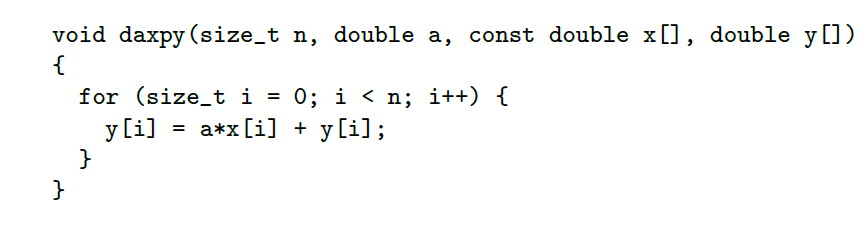 void daxpy(size_t n, double a, const double x[], double y[])
{
  for (size_t i = 0; i < n; i++) {
    y[i] = a*x[i] + y[i];
  }
}